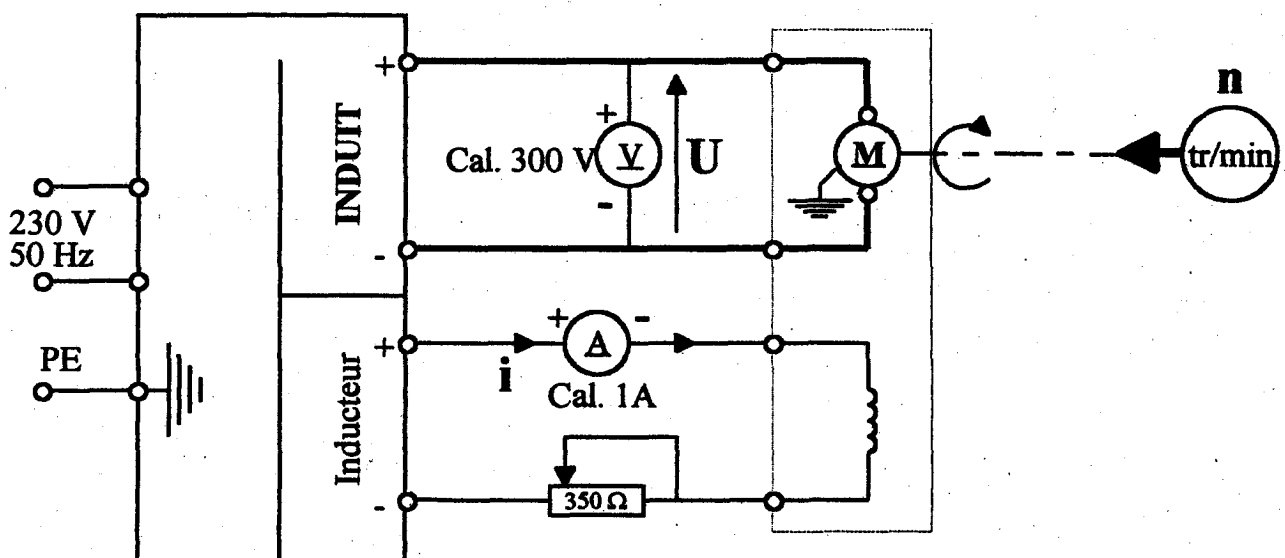 n
tr/min
+
INDUIT
Cal. 300 V
+
V
-
U
M
-
230 V
50 Hz
PE
Inducteur
+
i
+
A
-
Cal. 1A
350 Ω
-